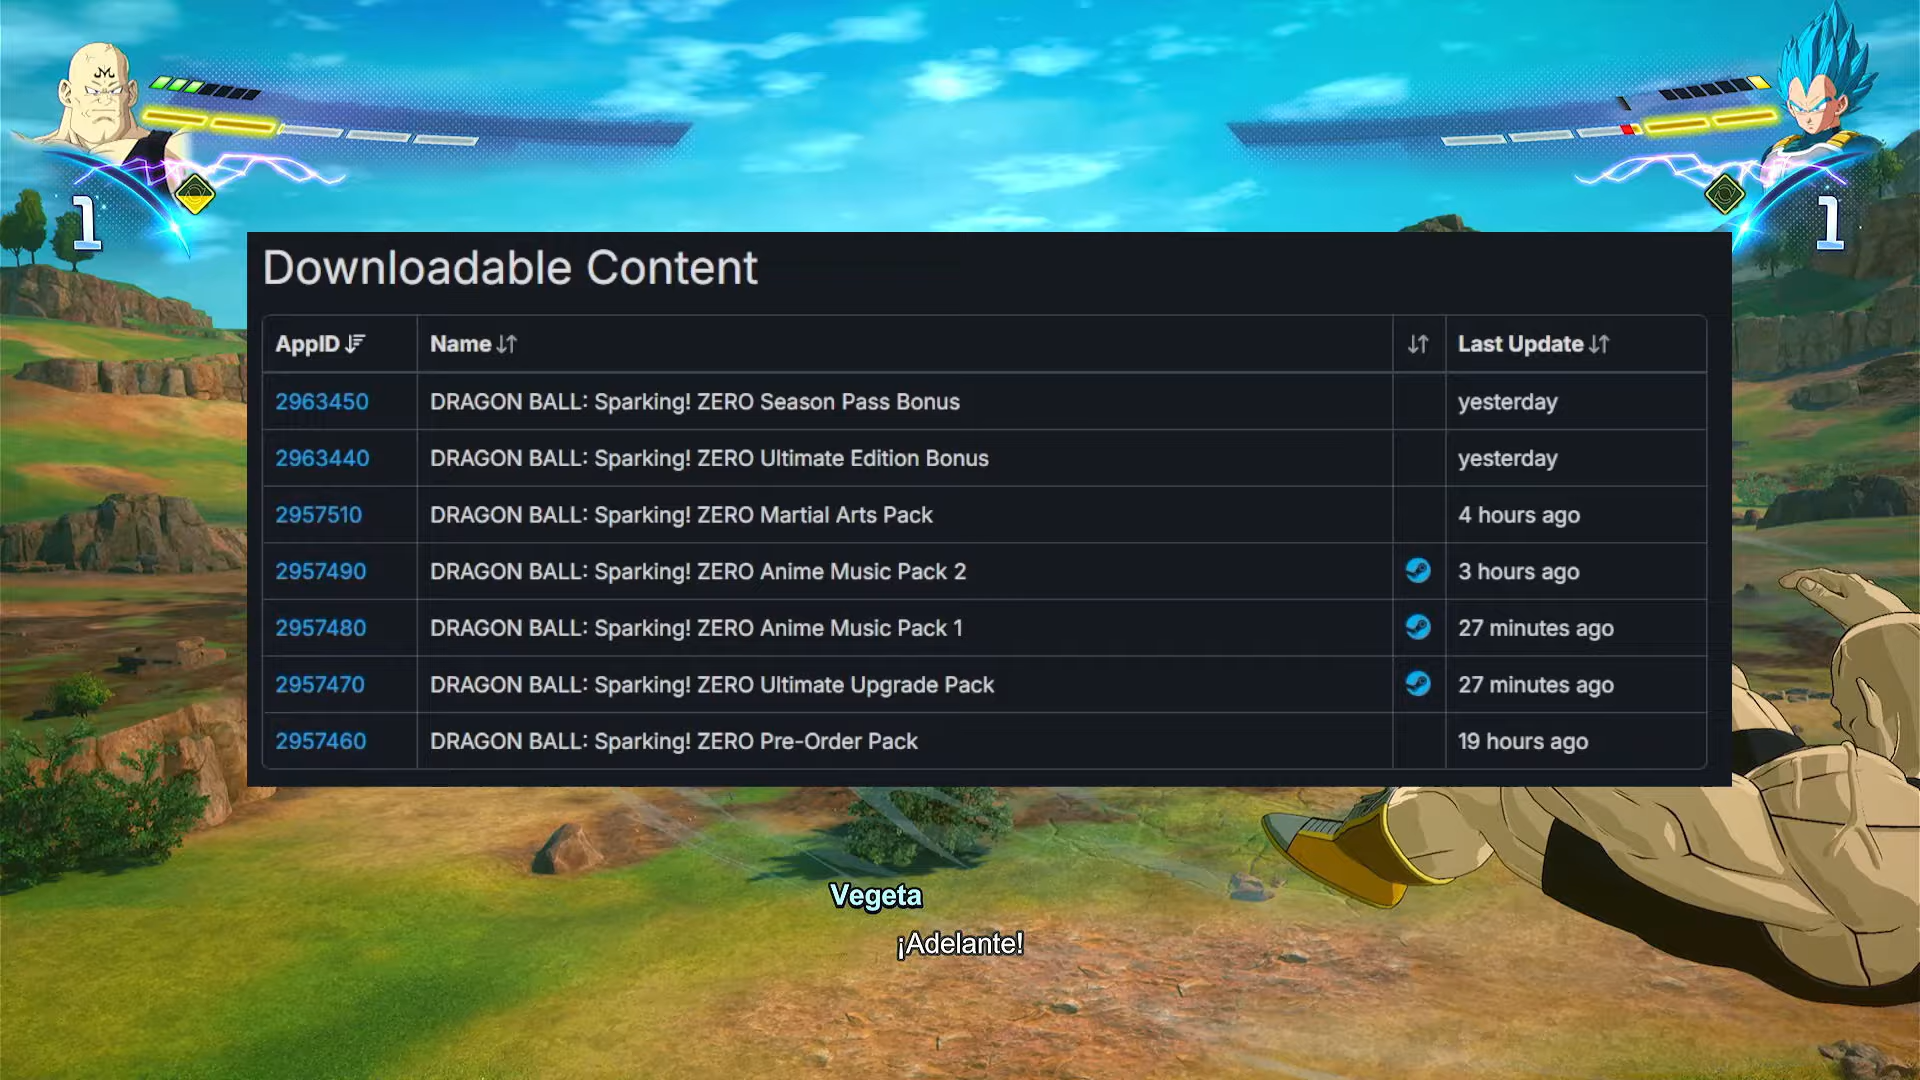 1
1
Downloadable Content
AppID Name Last Update
2963450 DRAGON BALL: Sparking! ZERO Season Pass Bonus yesterday
2963440 DRAGON BALL: Sparking! ZERO Ultimate Edition Bonus yesterday
2957510 DRAGON BALL: Sparking! ZERO Martial Arts Pack 4 hours ago
2957490 DRAGON BALL: Sparking! ZERO Anime Music Pack 2 3 hours ago
2957480 DRAGON BALL: Sparking! ZERO Anime Music Pack 1 27 minutes ago
2957470 DRAGON BALL: Sparking! ZERO Ultimate Upgrade Pack 27 minutes ago
2957460 DRAGON BALL: Sparking! ZERO Pre-Order Pack 19 hours ago
Vegeta
¡Adelante!